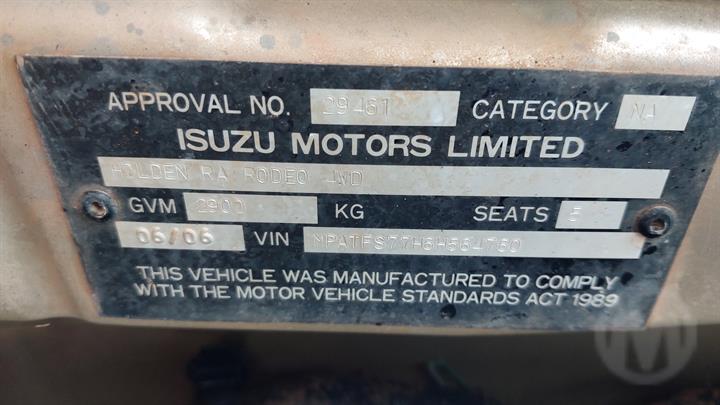 APPROVAL NO. 29461 CATEGORY NA
ISUZU MOTORS LIMITED
HOLDEN RA RODEO 4WD
GVM 2900 KG SEATS 5
06/06 VIN MPATFS77H6H564760
THIS VEHICLE WAS MANUFACTURED TO COMPLY
WITH THE MOTOR VEHICLE STANDARDS ACT 1989
M
M